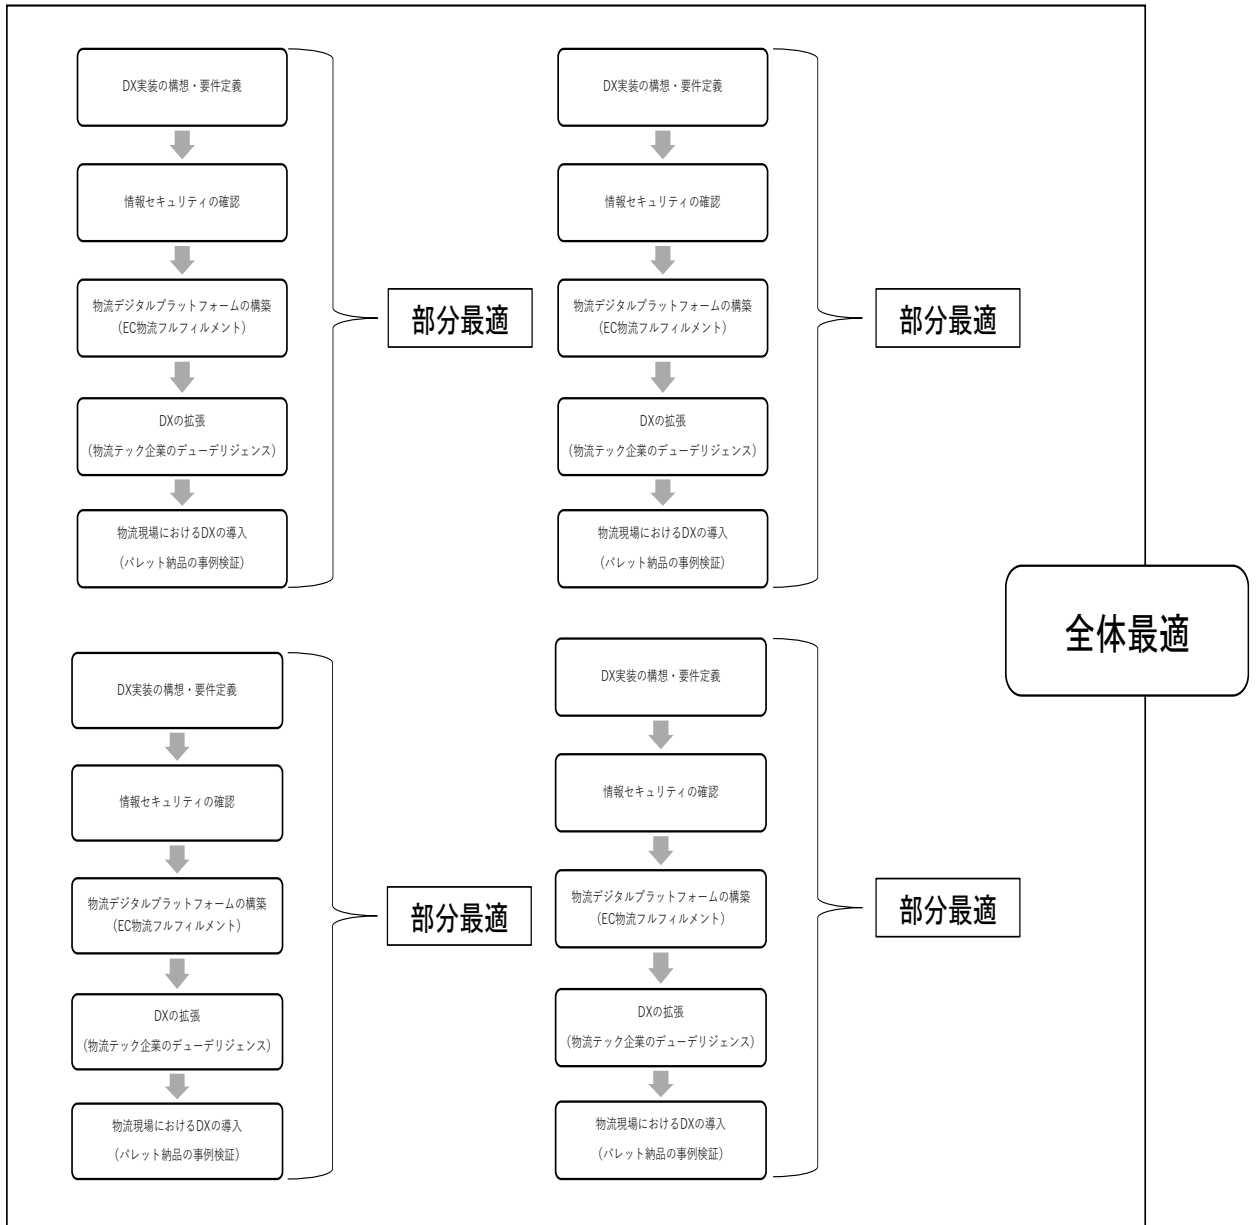 DX実装の構想・要件定義
情報セキュリティの確認
物流デジタルプラットフォームの構築
(EC物流フルフィルメント)
DXの拡張
(物流テック企業のデューデリジェンス)
物流現場におけるDXの導入
(パレット納品の事例検証)
部分最適
DX実装の構想・要件定義
情報セキュリティの確認
物流デジタルプラットフォームの構築
(EC物流フルフィルメント)
DXの拡張
(物流テック企業のデューデリジェンス)
物流現場におけるDXの導入
(パレット納品の事例検証)
部分最適
DX実装の構想・要件定義
情報セキュリティの確認
物流デジタルプラットフォームの構築
(EC物流フルフィルメント)
DXの拡張
(物流テック企業のデューデリジェンス)
物流現場におけるDXの導入
(パレット納品の事例検証)
部分最適
DX実装の構想・要件定義
情報セキュリティの確認
物流デジタルプラットフォームの構築
(EC物流フルフィルメント)
DXの拡張
(物流テック企業のデューデリジェンス)
物流現場におけるDXの導入
(パレット納品の事例検証)
部分最適
全体最適